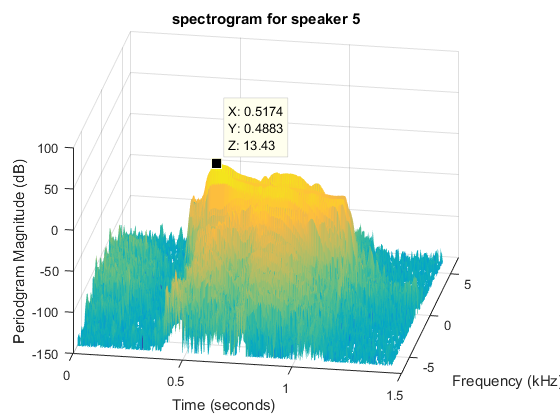 spectrogram for speaker 5
X: 0.5174
Y: 0.4883
Z: 13.43
100
50
0
-50
-100
-150
Periodgram Magnitude (dB)
0
0.5
1
1.5
Time (seconds)
5
0
-5
Frequency (kHz)